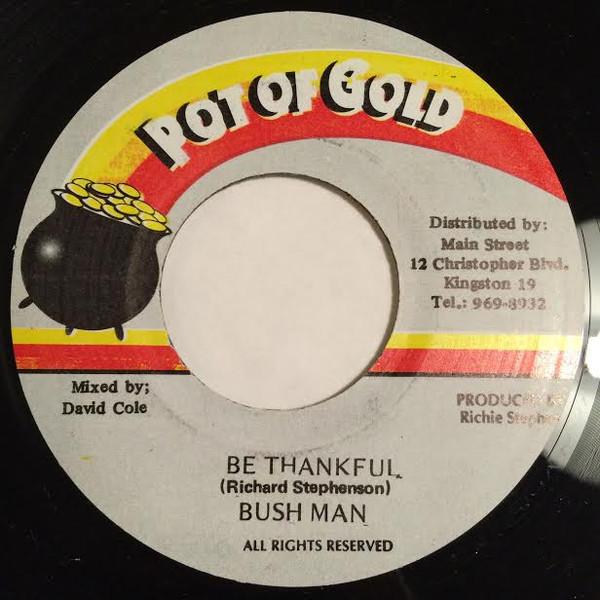 POT OF GOLD
Distributed by:
Main Street
12 Christopher Blvd.
Kingston 19
Tel.: 969-8932
Mixed by;
David Cole
Richie
BE THANKFUL
(Richard Stephenson)
BUSH MAN
ALL RIGHTS RESERVED